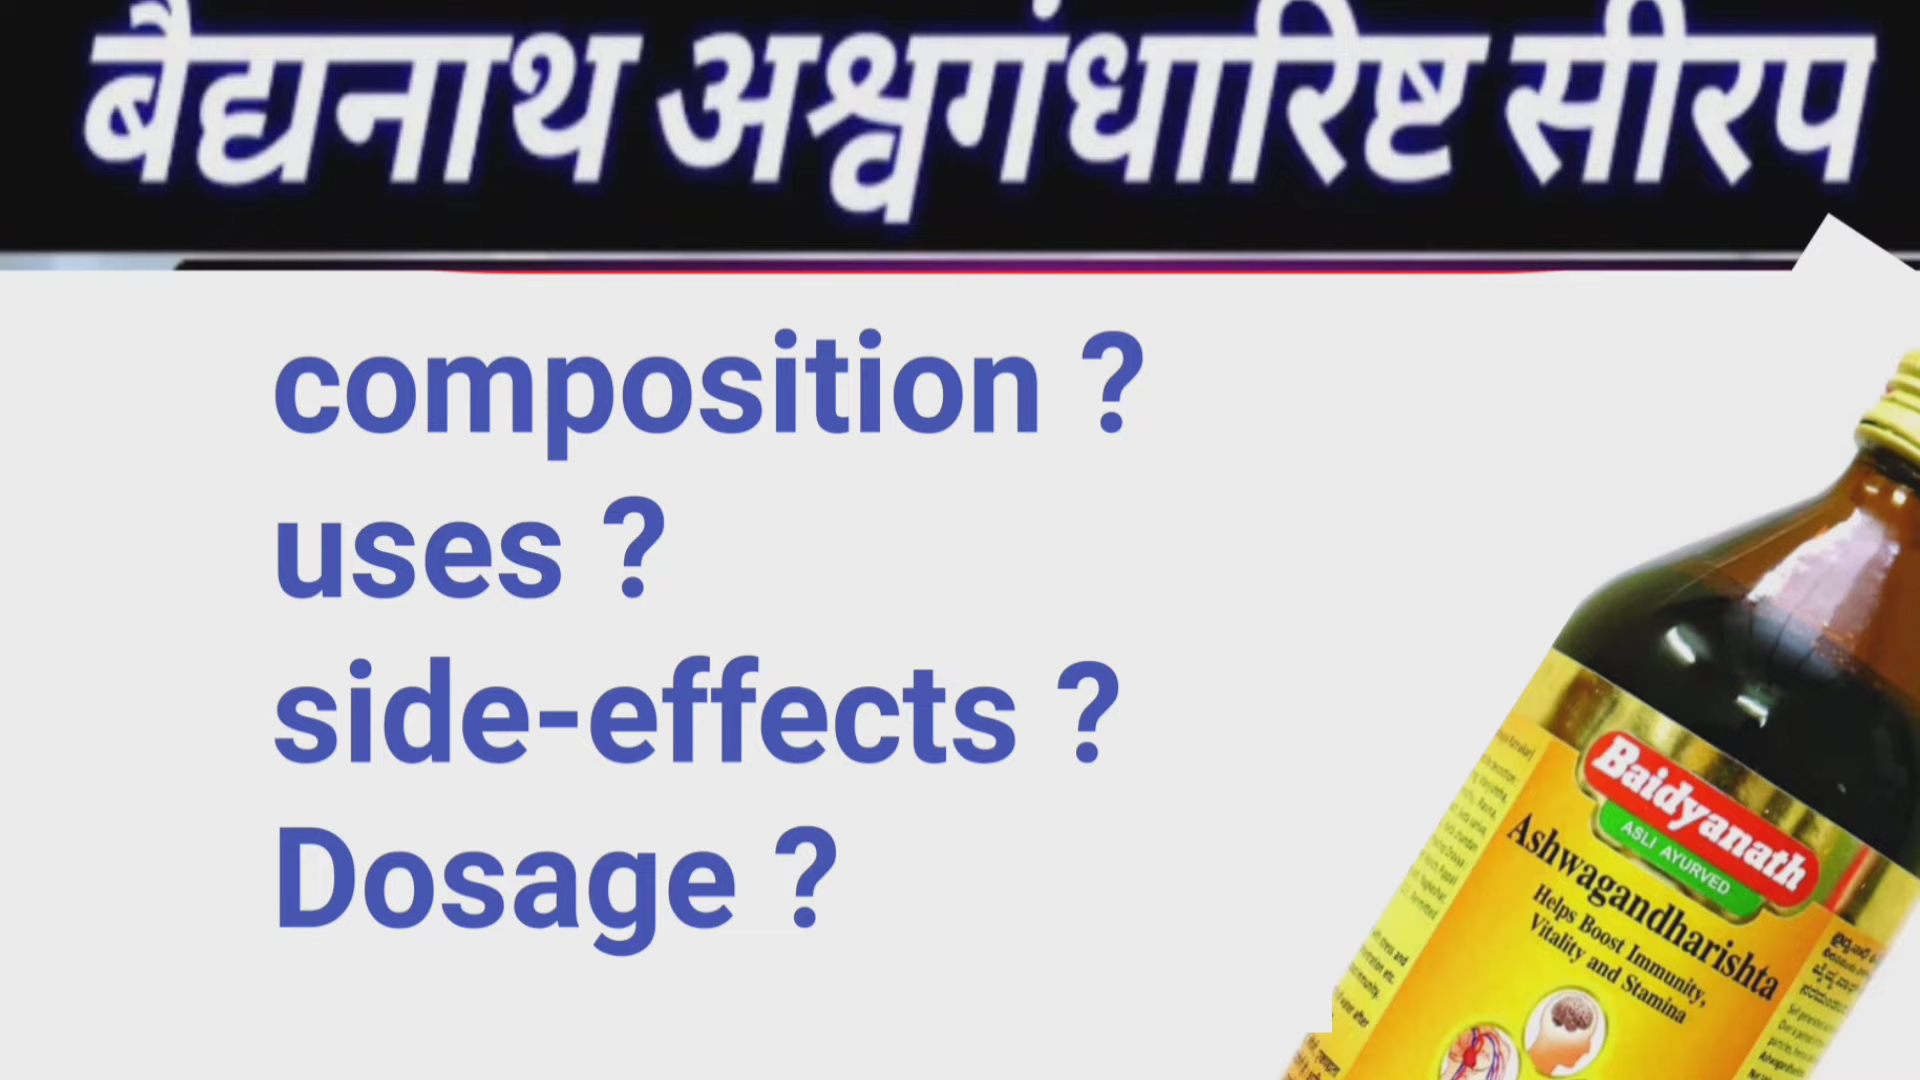 बैद्यनाथ अश्वगंधारिष्ट सीरप
composition ?
uses ?
side-effects ?
Dosage ?
Baidyanath
ASLI AYURVED
Ashwagandharishta
Helps Boost Immunity,
Vitality and Stamina